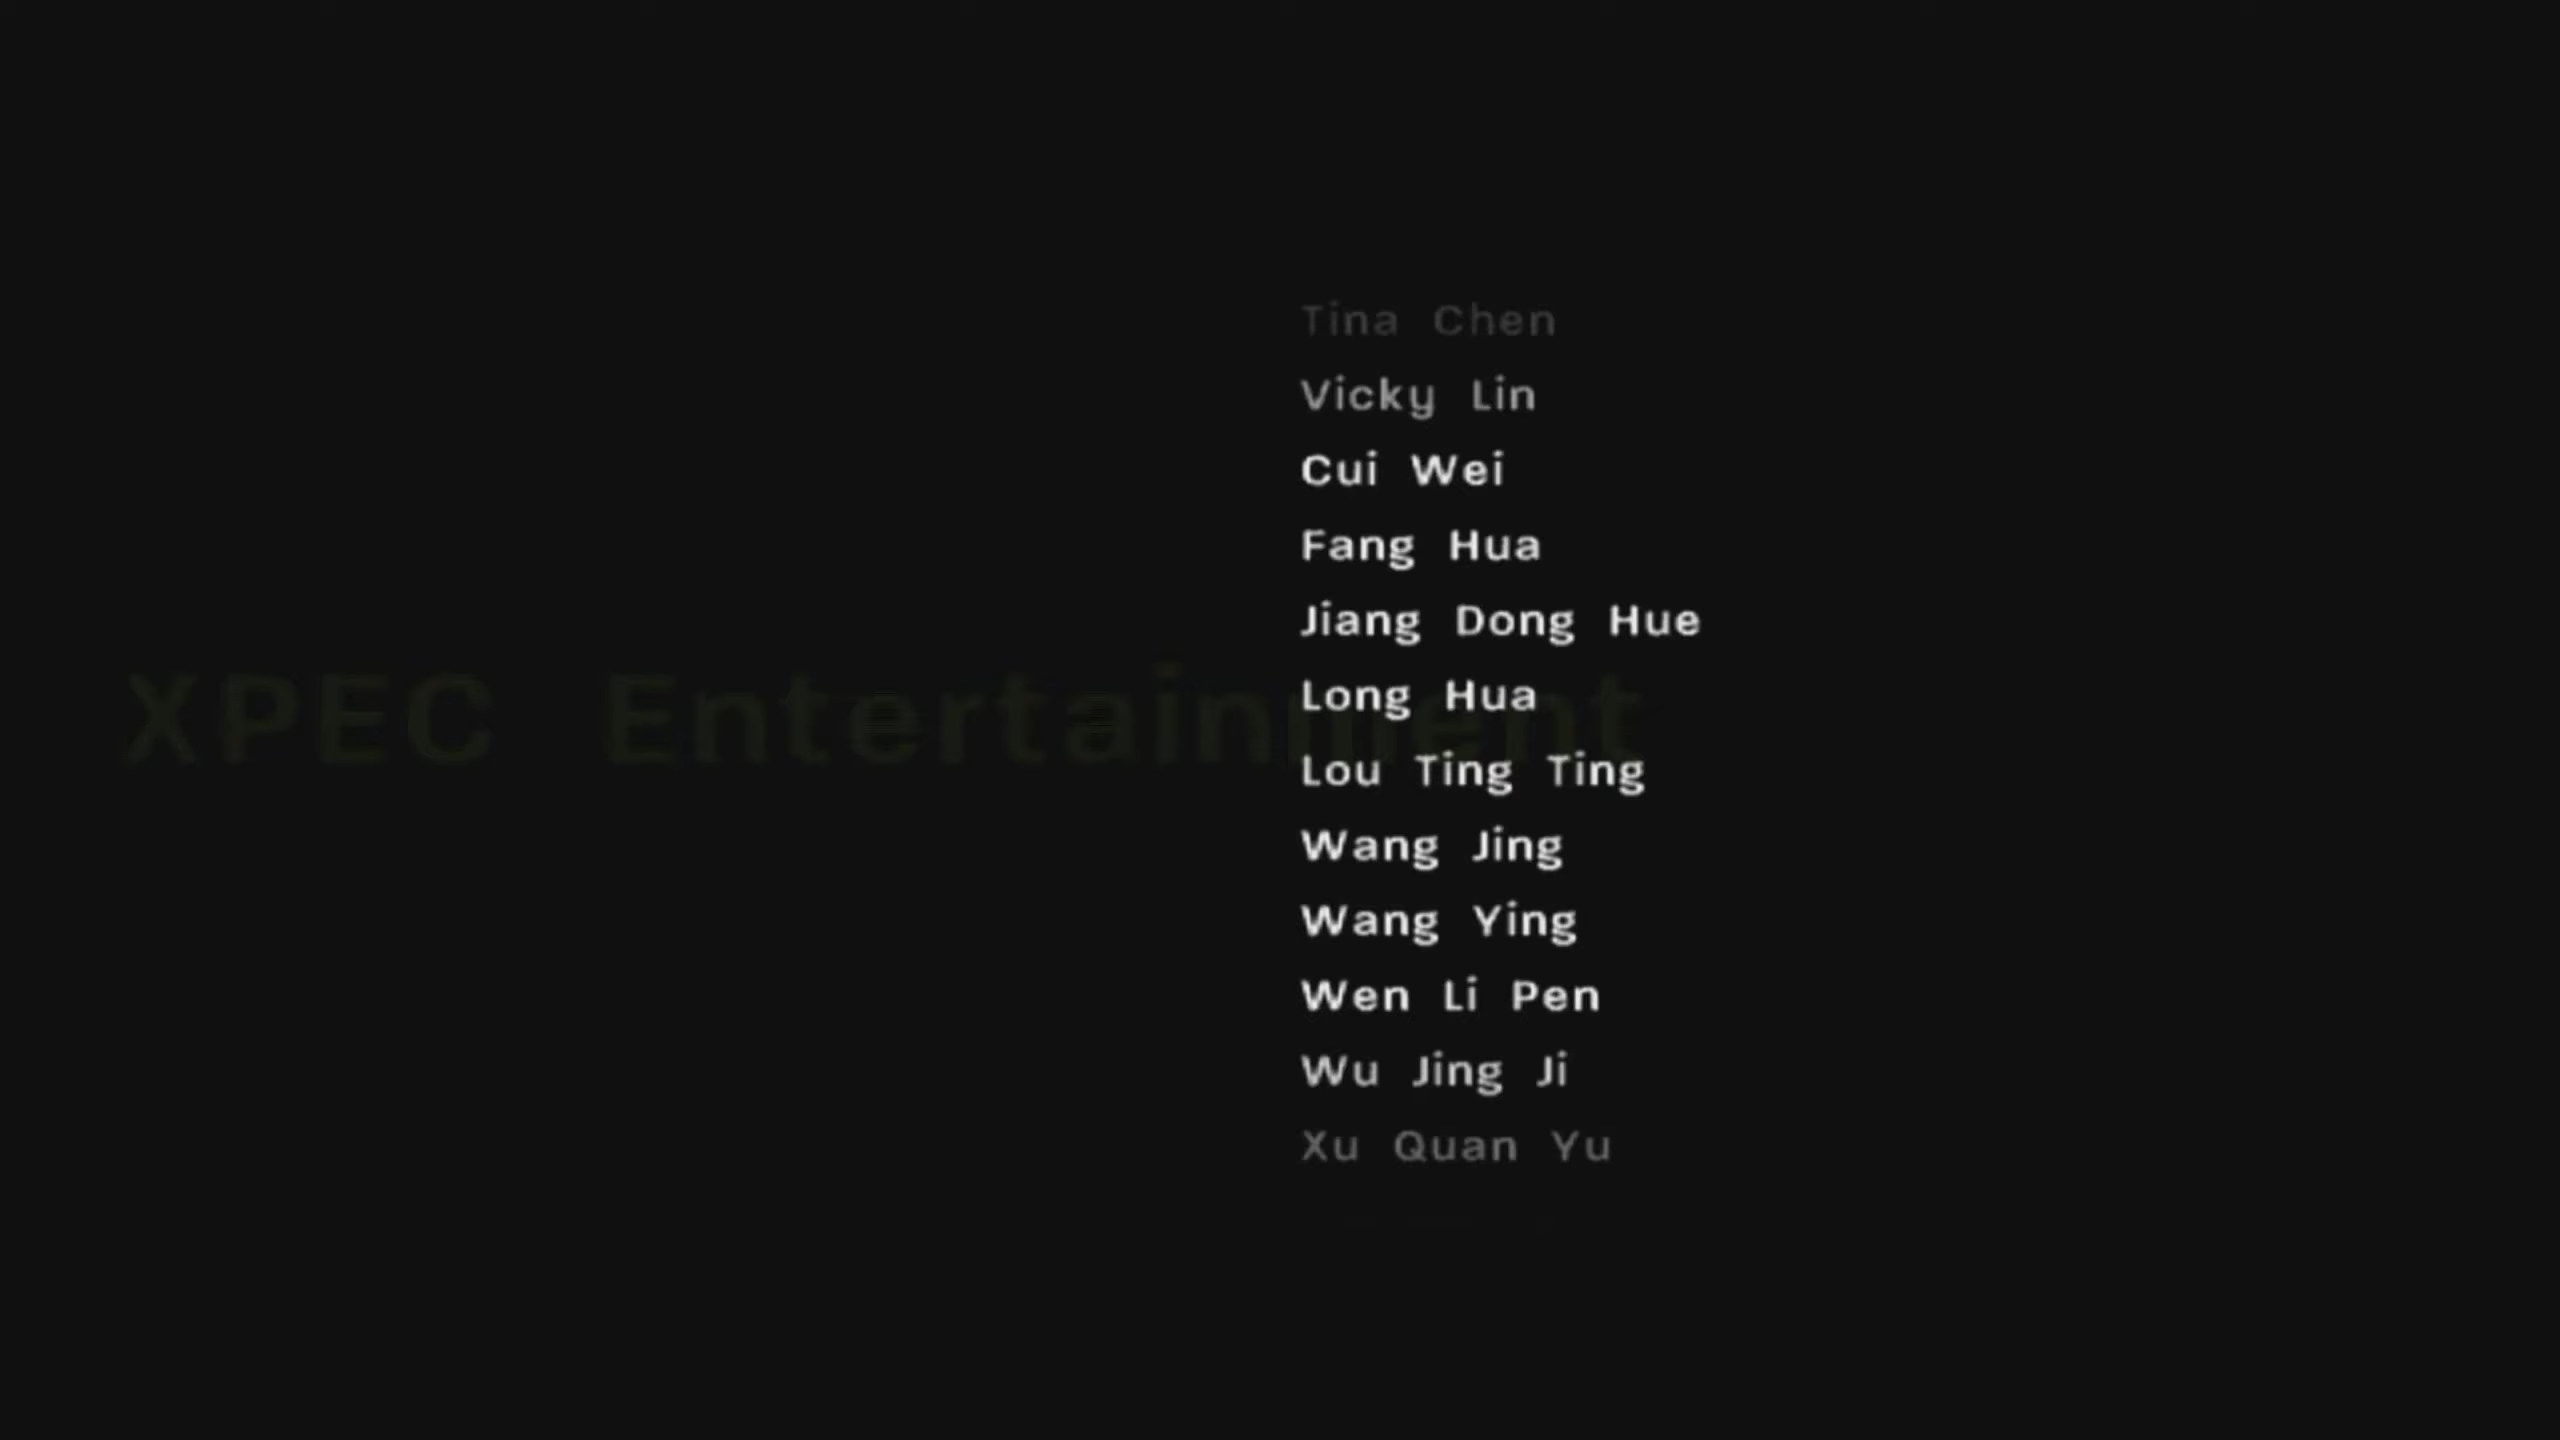 Tina Chen
Vicky Lin
Cui Wei
Fang Hua
Jiang Dong Hue
Long Hua
XPEC Entertainment
Lou Ting Ting
Wang Jing
Wang Ying
Wen Li Pen
Wu Jing Ji
Xu Quan Yu